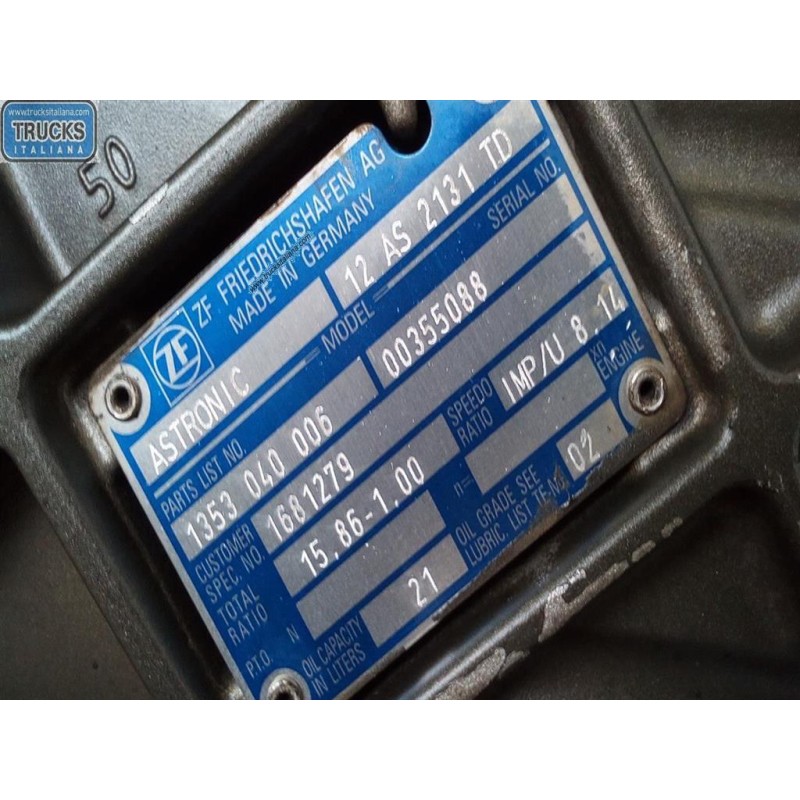 www.trucksitaliana.com
TRUCKS
ITALIANA
50
ZF
ZF FRIEDRICHSHAFEN AG
MADE IN GERMANY
ASTRONIC MODEL 12 AS 2131 TD
PARTS LIST NO. SERIAL NO.
1353 040 006 00355088
CUSTOMER SPEC. NO. 1681279 SPEEDO RATIO IMP/U 8.14
TOTAL RATIO 15.86-1.00 n= x n ENGINE
P.T.O. N OIL CAPACITY IN LITERS 21 OIL GRADE SEE LUBRIC. LIST TE-NO. 02